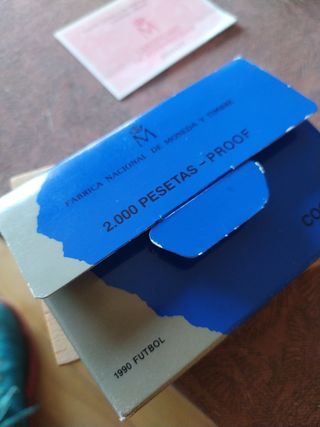 M
FABRICA NACIONAL DE MONEDA Y TIMBRE
2.000 PESETAS - PROOF
1990 FUTBOL